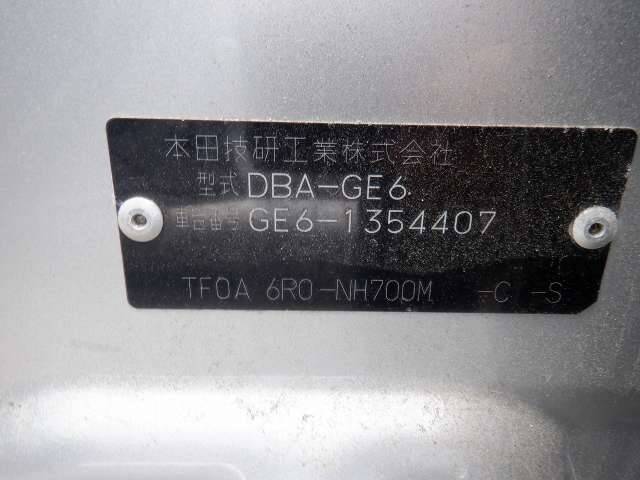 本田技研工業株式会社
型式 DBA-GE6
車台番号 GE6-1354407
TF0A 6R0-NH700M -C -S